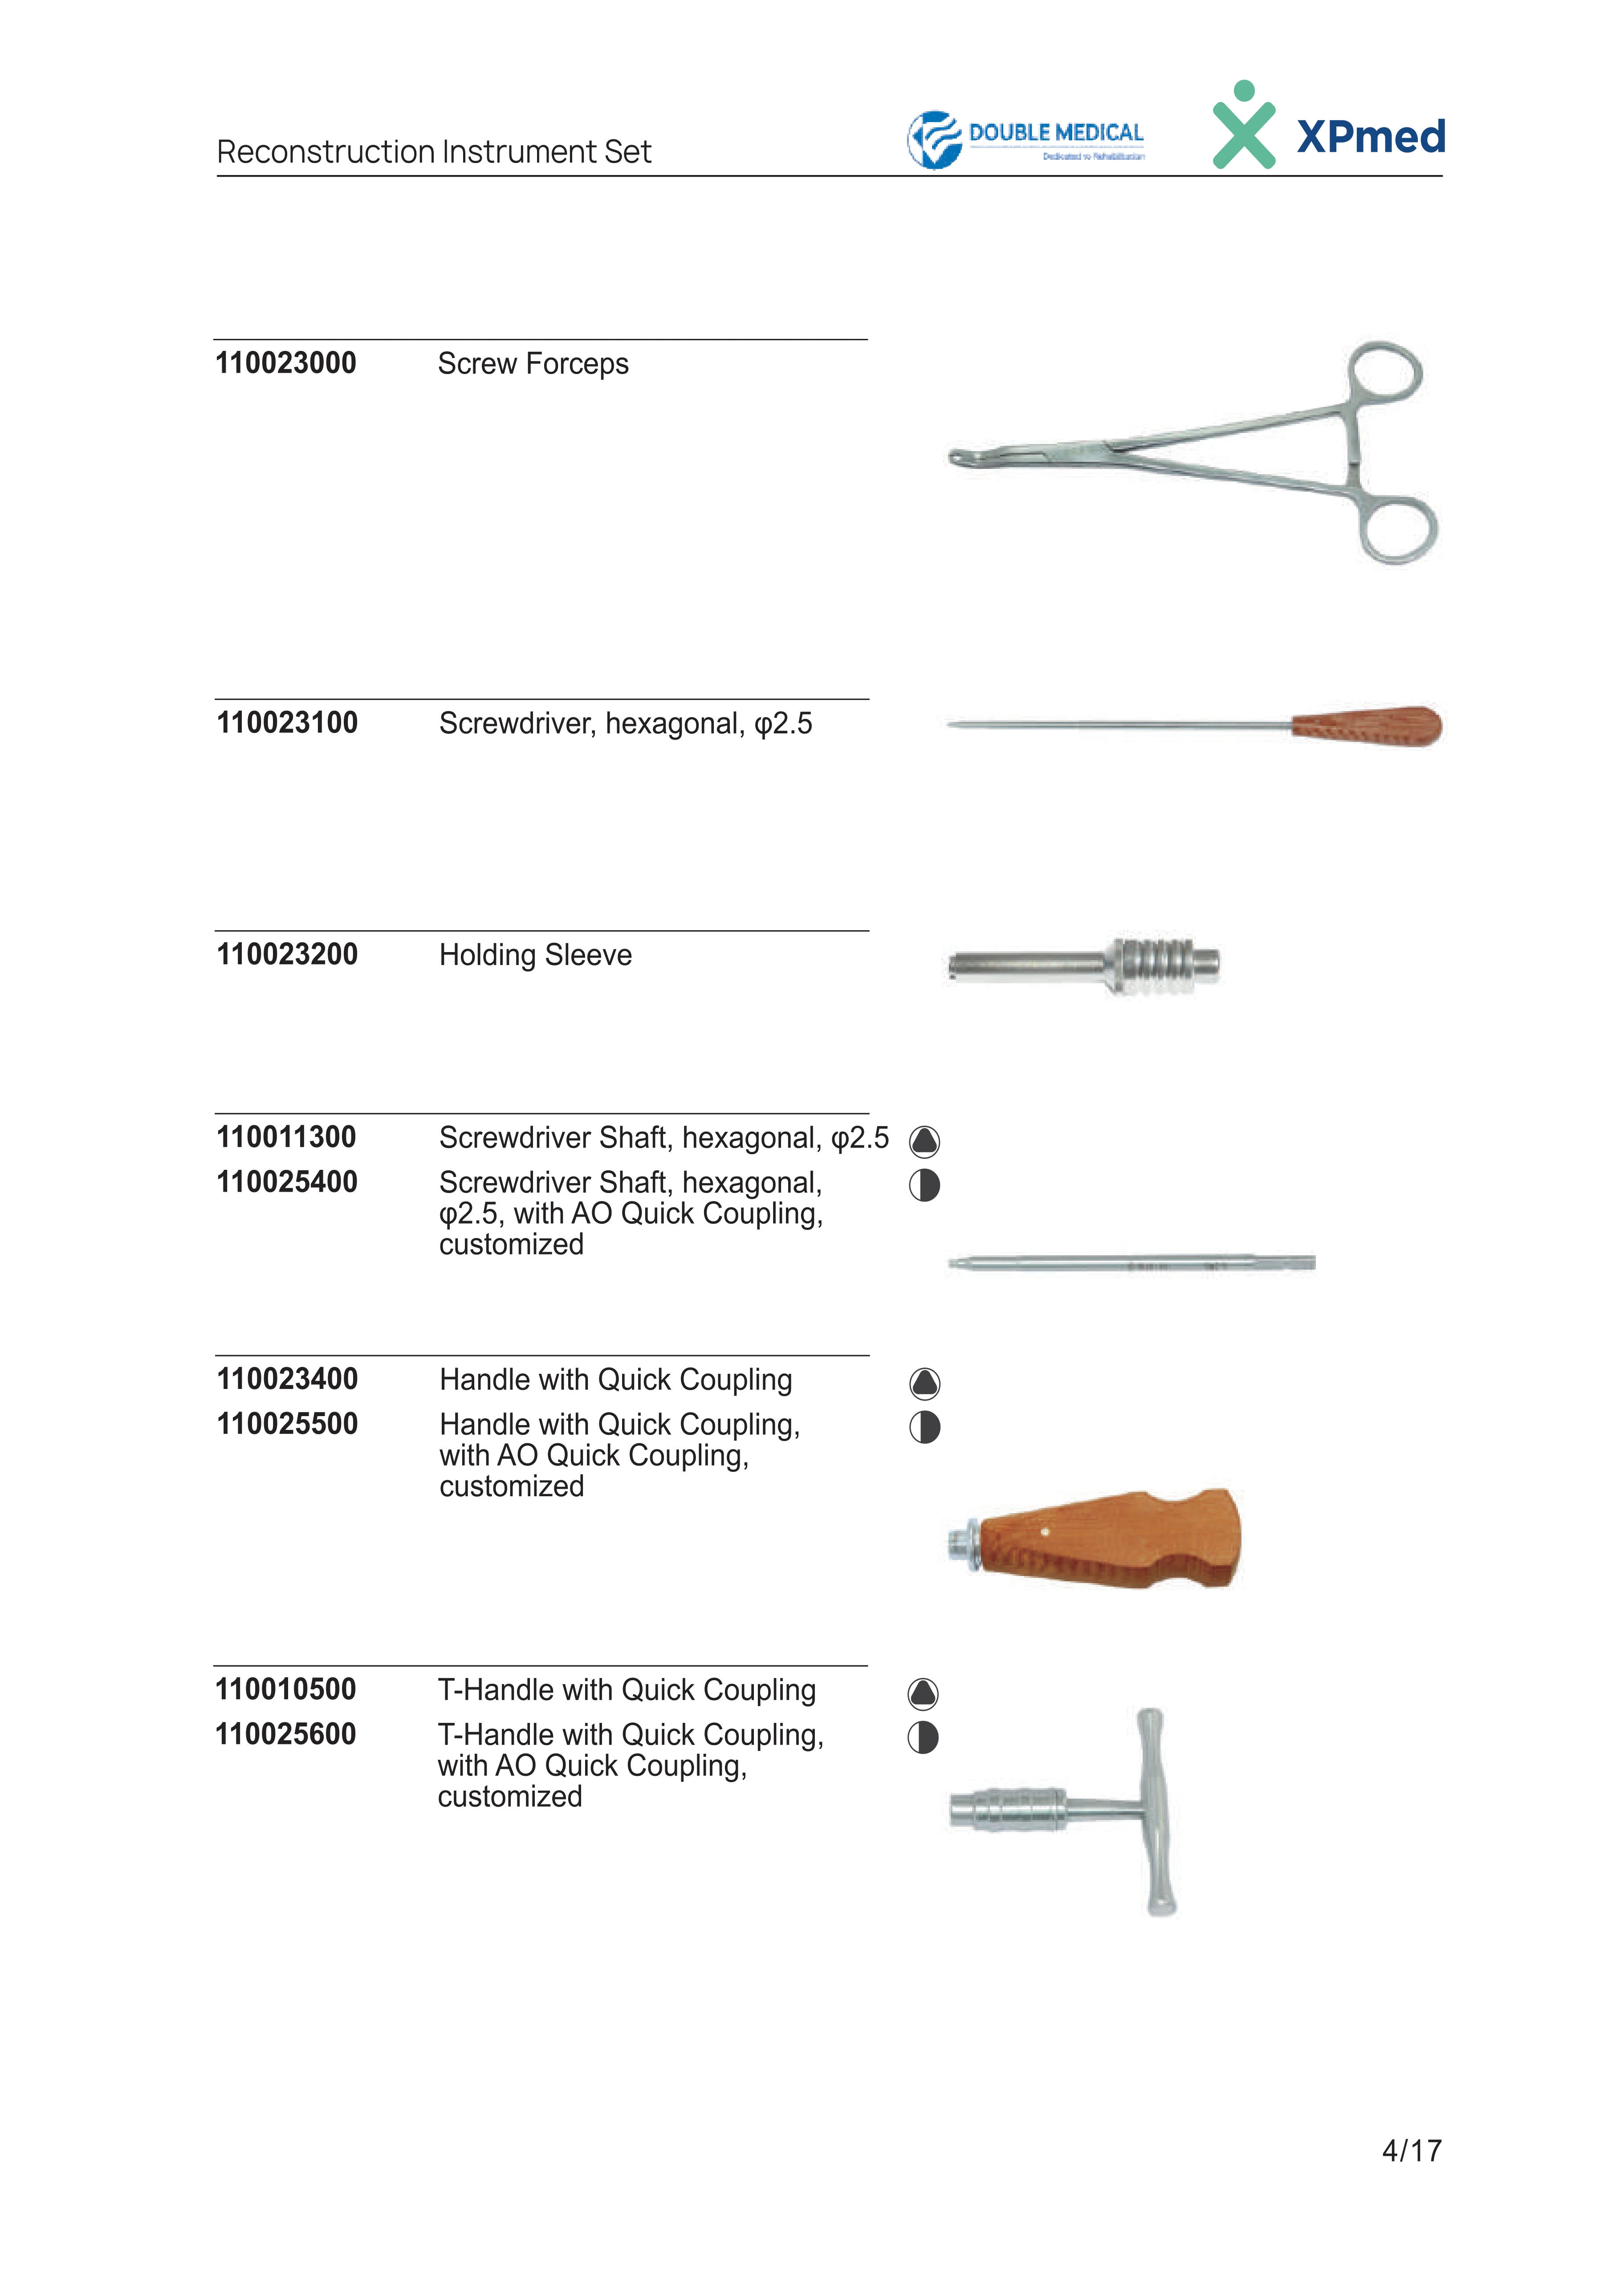 Reconstruction Instrument Set
DOUBLE MEDICAL
Dedicated to Rehabilitation
XPmed
110023000 Screw Forceps
110023100 Screwdriver, hexagonal, φ2.5
110023200 Holding Sleeve
110011300 Screwdriver Shaft, hexagonal, φ2.5
110025400 Screwdriver Shaft, hexagonal,
φ2.5, with AO Quick Coupling,
customized
110023400 Handle with Quick Coupling
110025500 Handle with Quick Coupling,
with AO Quick Coupling,
customized
110010500 T-Handle with Quick Coupling
110025600 T-Handle with Quick Coupling,
with AO Quick Coupling,
customized
4/17